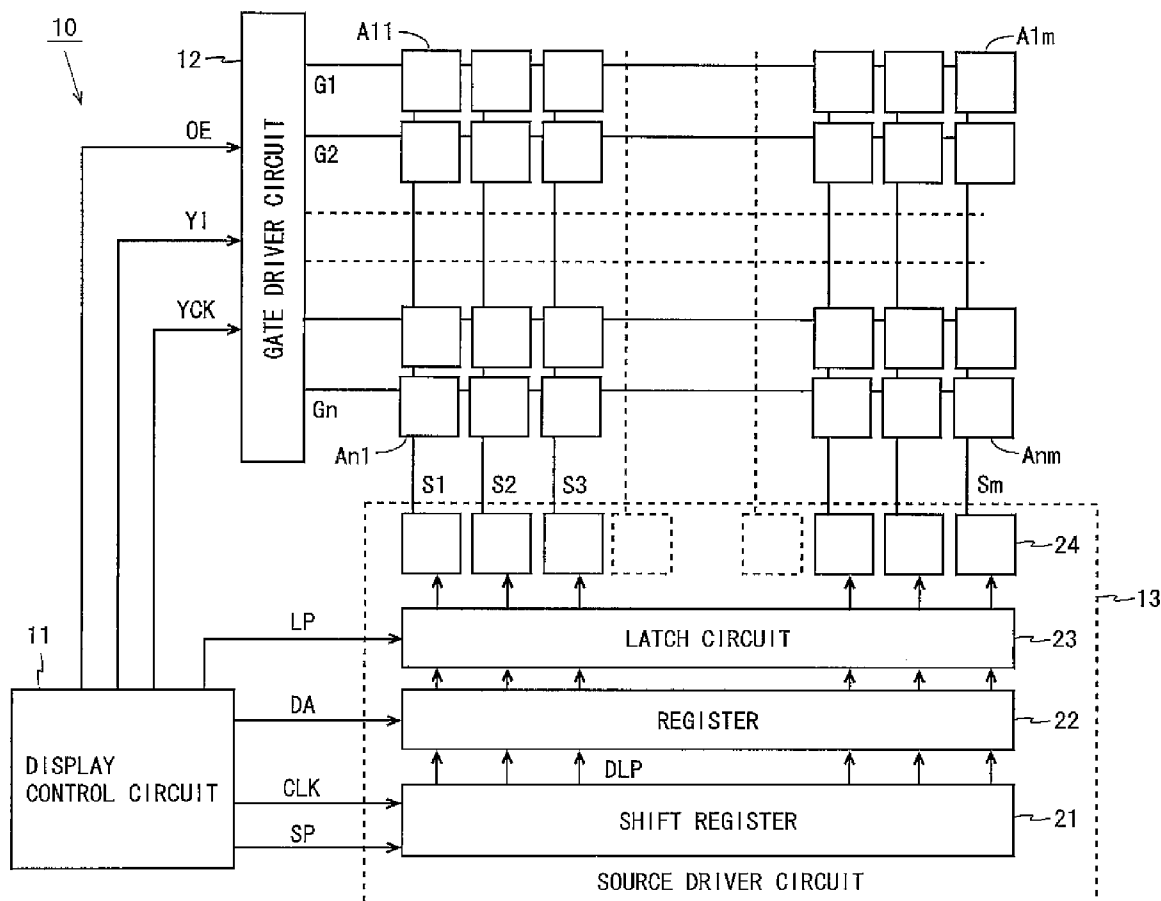 10
12
A11
A1m
G1
OE
G2
GATE DRIVER CIRCUIT
YI
YCK
Gn
An1
Anm
S1
S2
S3
Sm
24
13
11
LP
LATCH CIRCUIT
23
DA
REGISTER
22
DISPLAY
CONTROL CIRCUIT
DLP
CLK
SHIFT REGISTER
21
SP
SOURCE DRIVER CIRCUIT